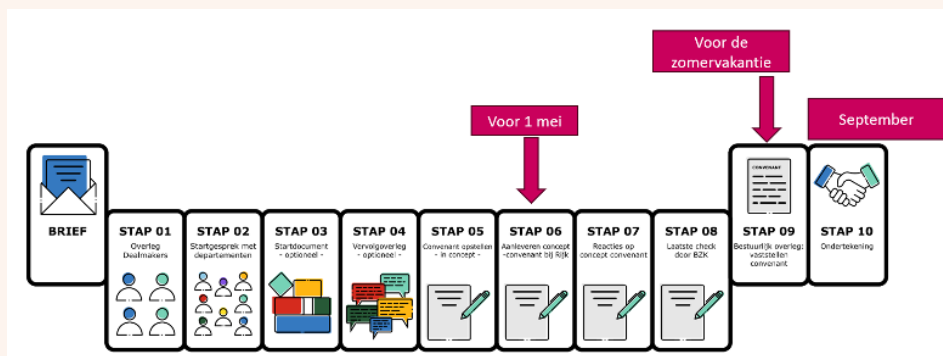 Voor de
zomervakantie
Voor 1 mei
September
BRIEF
STAP 01
Overleg
Dealmakers
STAP 02
Startgesprek met
departementen
STAP 03
Startdocument
- optioneel -
STAP 04
Vervolgoverleg
- optioneel -
STAP 05
Convenant opstellen
- in concept -
STAP 06
Aanleveren concept
-convenant bij Rijk
STAP 07
Reacties op
concept convenant
STAP 08
Laatste check
door BZK
CONVENANT
STAP 09
Bestuurlijk overleg:
vaststellen
convenant
STAP 10
Ondertekening